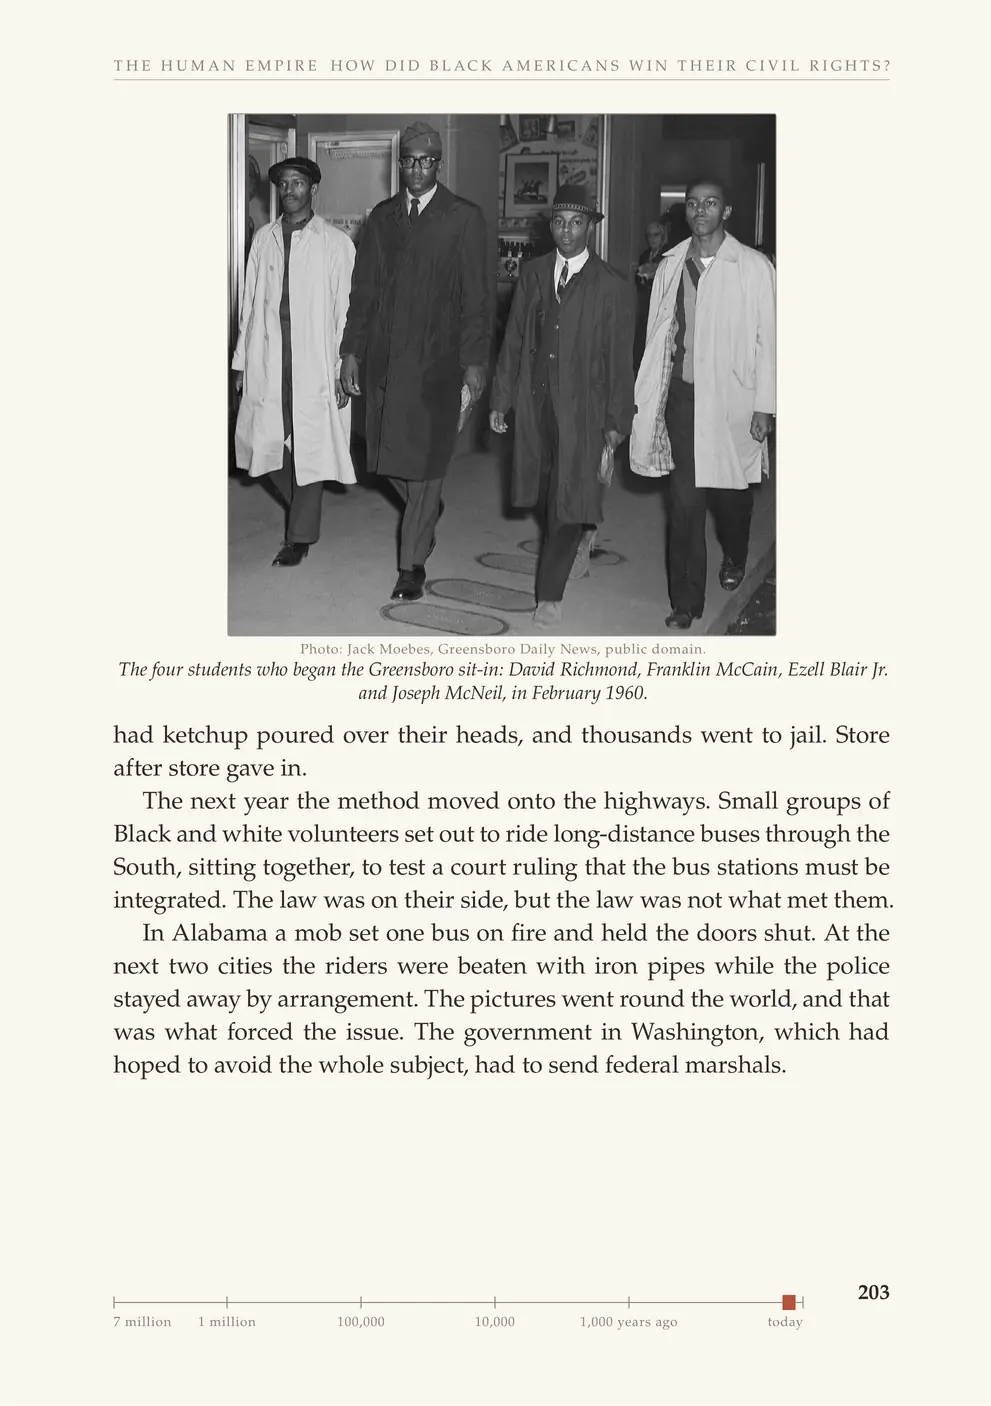 THE HUMAN EMPIRE HOW DID BLACK AMERICANS WIN THEIR CIVIL RIGHTS?
Photo: Jack Moebes, Greensboro Daily News, public domain.
The four students who began the Greensboro sit-in: David Richmond, Franklin McCain, Ezell Blair Jr.
and Joseph McNeil, in February 1960.
had ketchup poured over their heads, and thousands went to jail. Store
after store gave in.
The next year the method moved onto the highways. Small groups of
Black and white volunteers set out to ride long-distance buses through the
South, sitting together, to test a court ruling that the bus stations must be
integrated. The law was on their side, but the law was not what met them.
In Alabama a mob set one bus on fire and held the doors shut. At the
next two cities the riders were beaten with iron pipes while the police
stayed away by arrangement. The pictures went round the world, and that
was what forced the issue. The government in Washington, which had
hoped to avoid the whole subject, had to send federal marshals.
203
7 million 1 million 100,000 10,000 1,000 years ago today